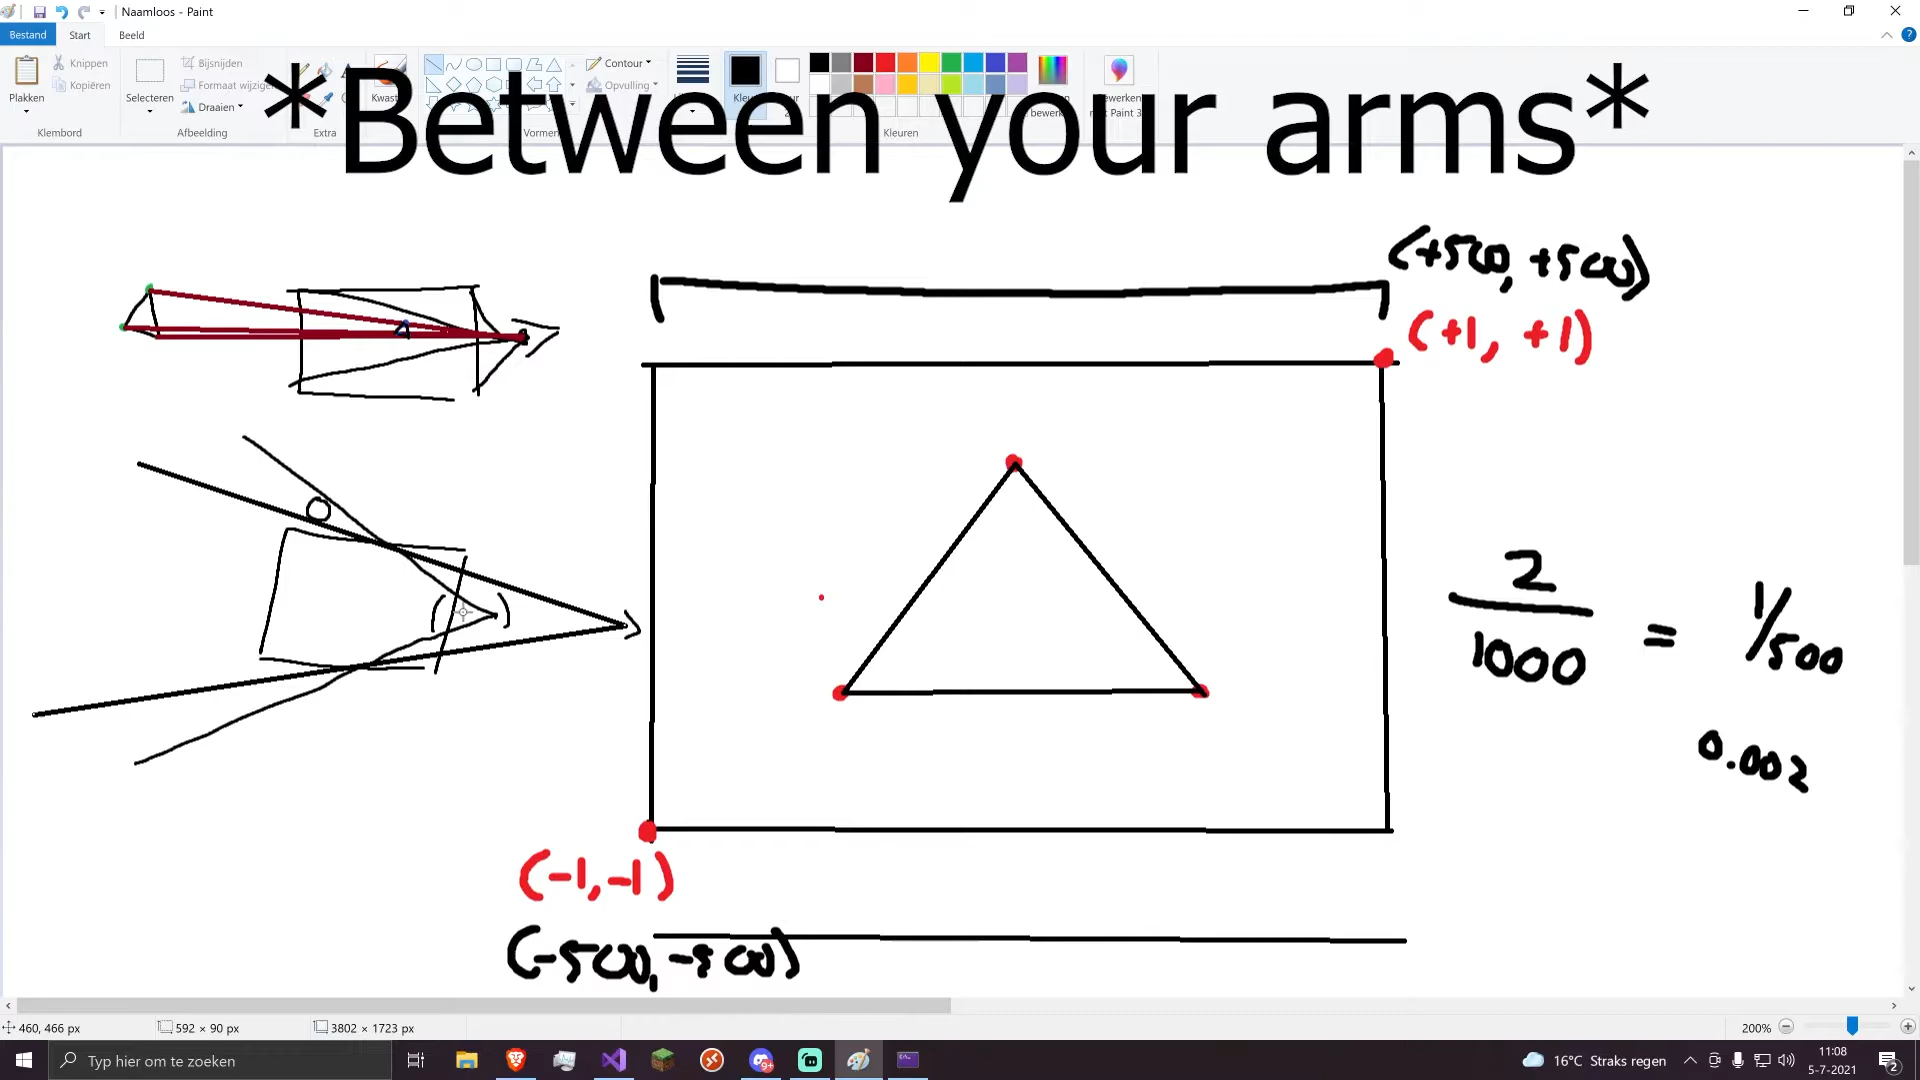 Naamloos - Paint
Bestand
Start
Beeld
Plakken
Knippen
Kopiëren
Klembord
Selecteren
Bijsnijden
Formaat wijzigen
Draaien
Afbeelding
Extra
Kwast
Vormen
Contour
Opvulling
Kleuren
*Between your arms*
(+500, +500)
(+1, +1)
2
1000
=
1/500
0.002
(-1, -1)
(-500, -500)
460, 466 px
592 × 90 px
3802 × 1723 px
200%
Typ hier om te zoeken
9+
16°C Straks regen
11:08
5-7-2021
2